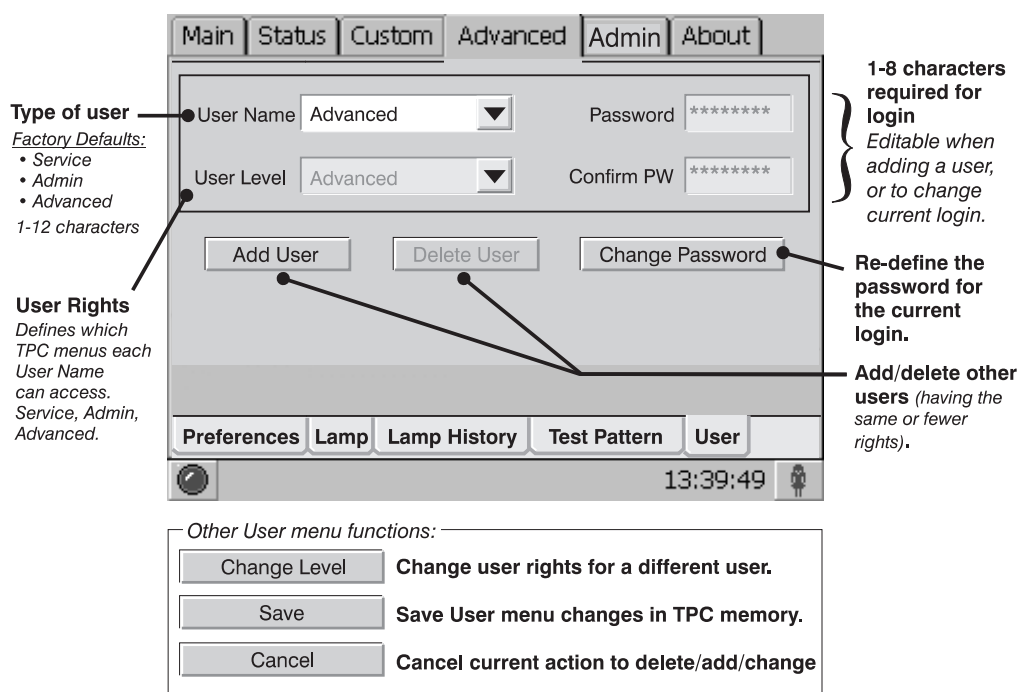 Main Status Custom Advanced Admin About
Type of user
Factory Defaults:
• Service
• Admin
• Advanced
1-12 characters
User Rights
Defines which
TPC menus each
User Name
can access.
Service, Admin,
Advanced.
User Name Advanced
Password ********
User Level Advanced
Confirm PW ********
Add User Delete User Change Password
1-8 characters
required for
login
Editable when
adding a user,
or to change
current login.
Re-define the
password for
the current
login.
Add/delete other
users (having the
same or fewer
rights).
Preferences Lamp Lamp History Test Pattern User
13:39:49
Other User menu functions:
Change Level Change user rights for a different user.
Save Save User menu changes in TPC memory.
Cancel Cancel current action to delete/add/change